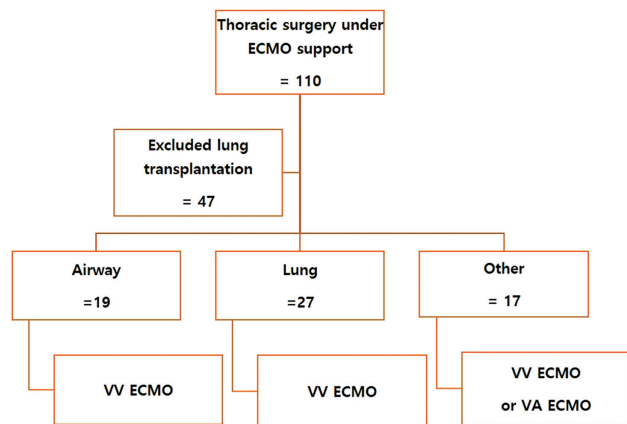 Thoracic surgery under
ECMO support
= 110
Excluded lung
transplantation
= 47
Airway
=19
Lung
=27
Other
= 17
VV ECMO
VV ECMO
VV ECMO
or VA ECMO